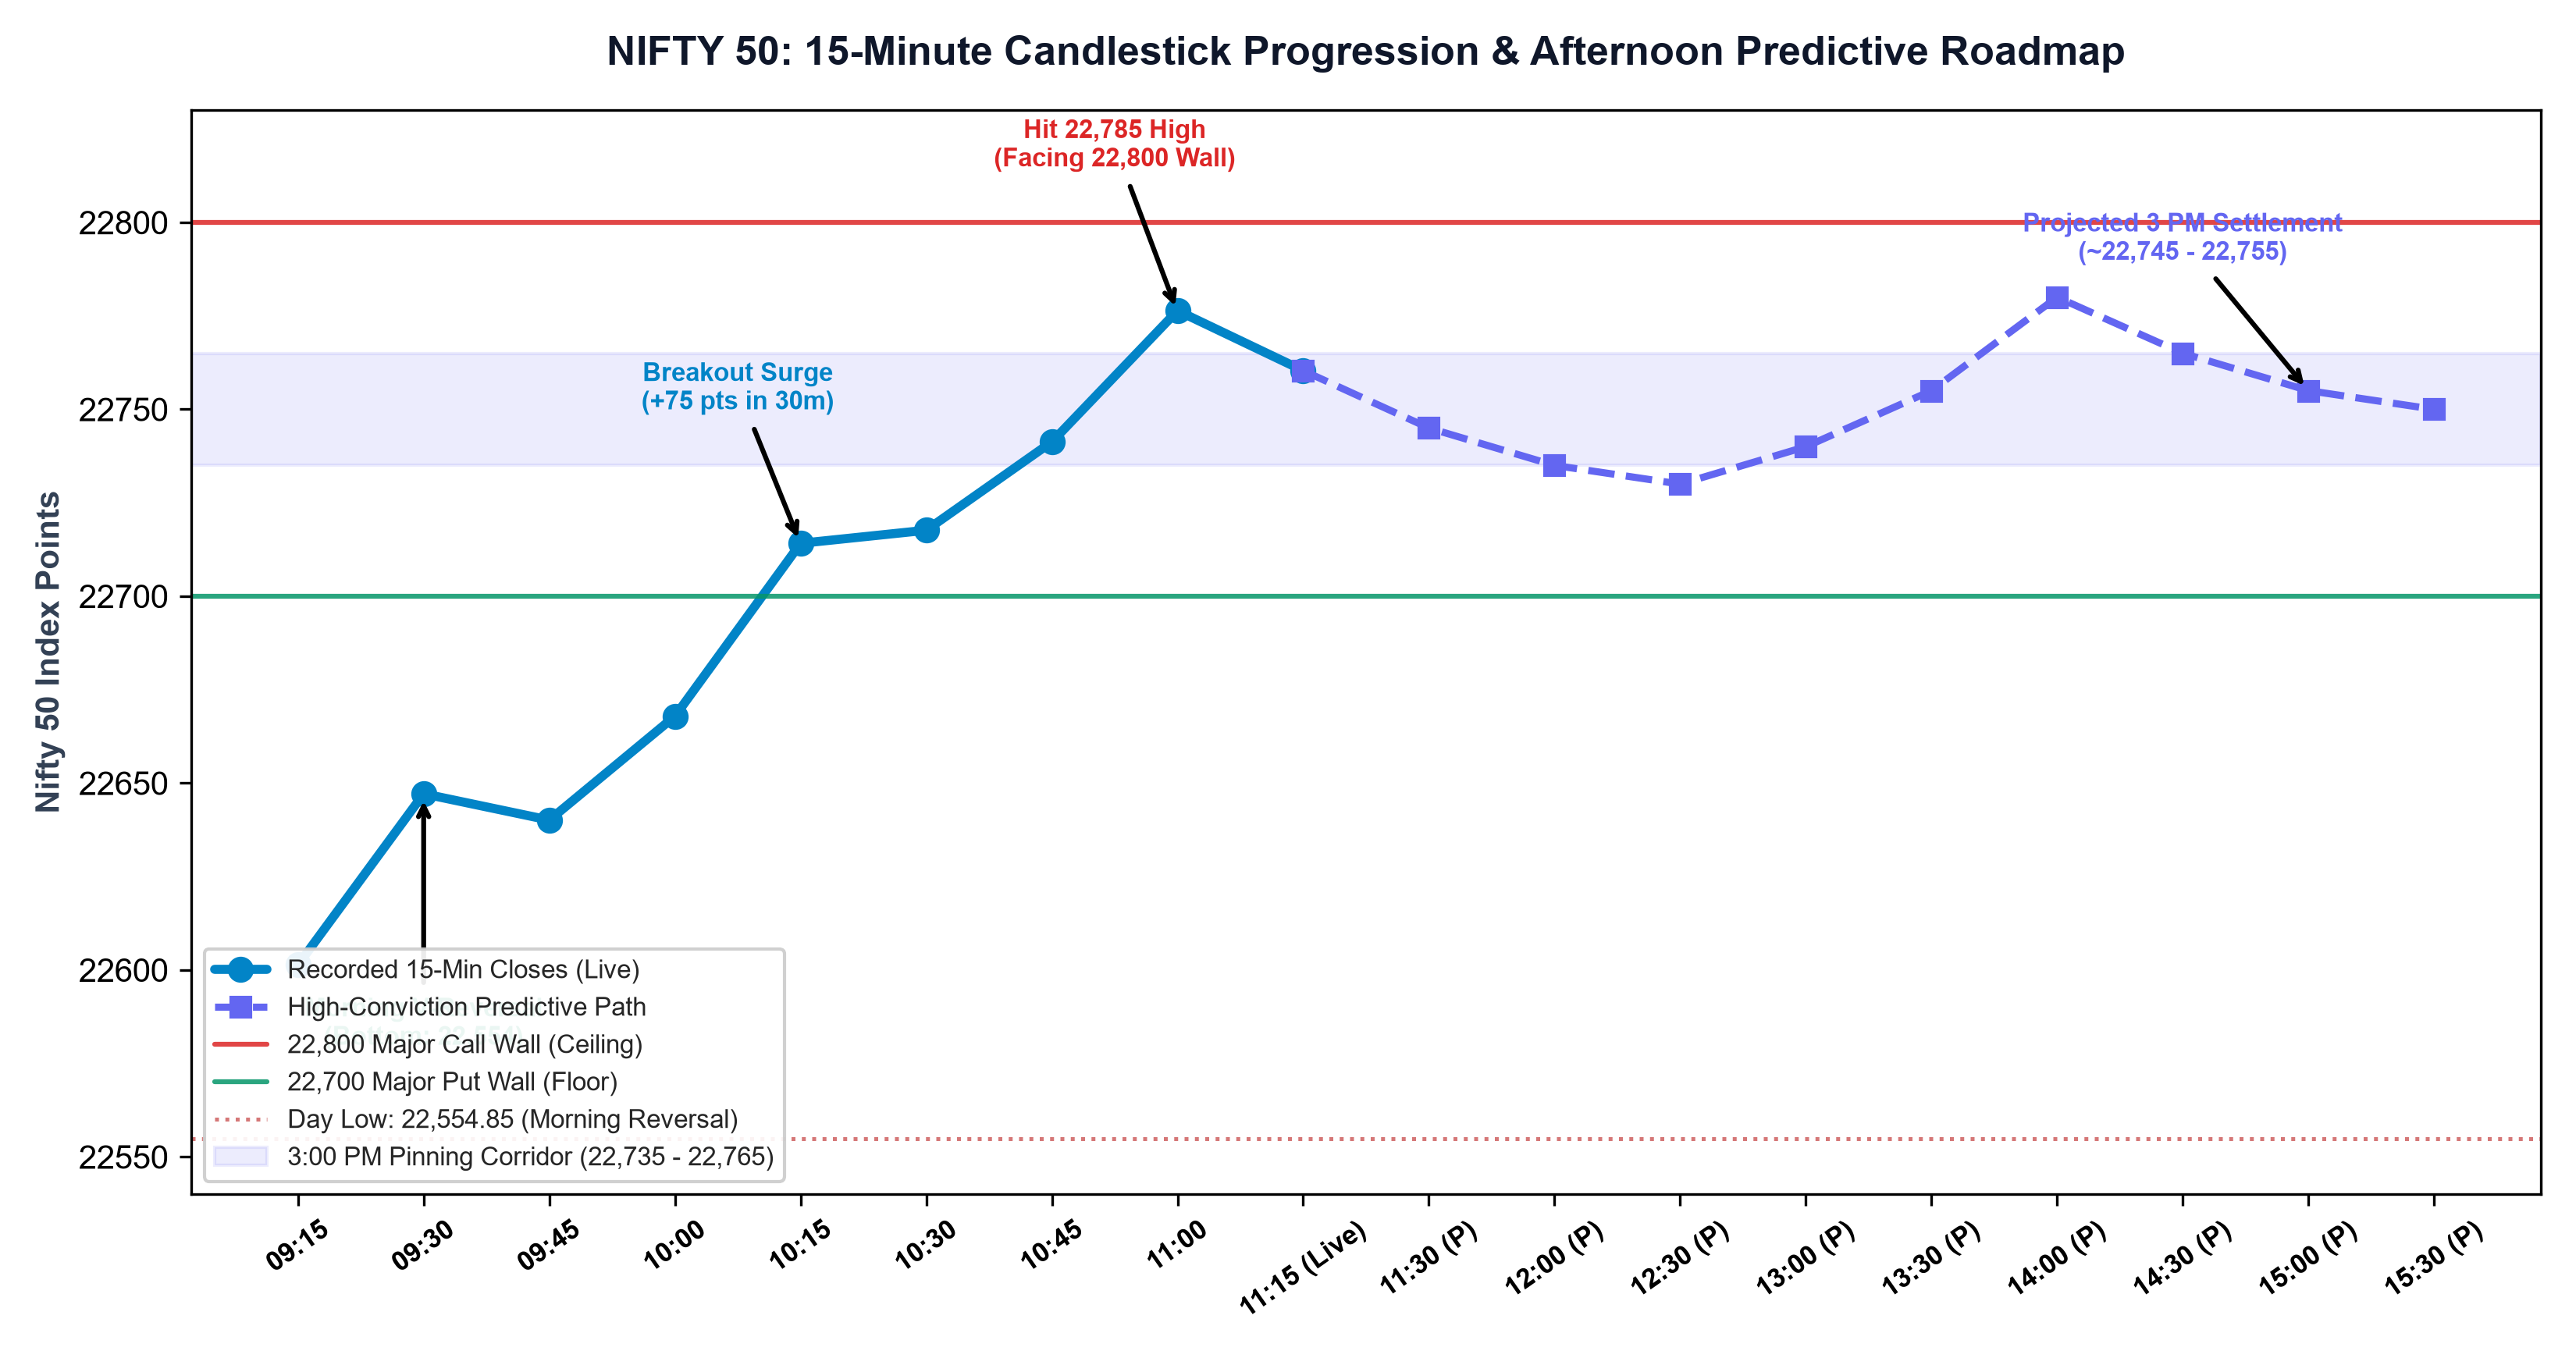 NIFTY 50: 15-Minute Candlestick Progression & Afternoon Predictive Roadmap
Hit 22,785 High
(Facing 22,800 Wall)
Projected 3 PM Settlement
(~22,745 - 22,755)
Breakout Surge
(+75 pts in 30m)
Nifty 50 Index Points
22800
22750
22700
22650
22600
22550
Recorded 15-Min Closes (Live)
High-Conviction Predictive Path
22,800 Major Call Wall (Ceiling)
22,700 Major Put Wall (Floor)
Day Low: 22,554.85 (Morning Reversal)
3:00 PM Pinning Corridor (22,735 - 22,765)
09:15
09:30
09:45
10:00
10:15
10:30
10:45
11:00
11:15 (Live)
11:30 (P)
12:00 (P)
12:30 (P)
13:00 (P)
13:30 (P)
14:00 (P)
14:30 (P)
15:00 (P)
15:30 (P)